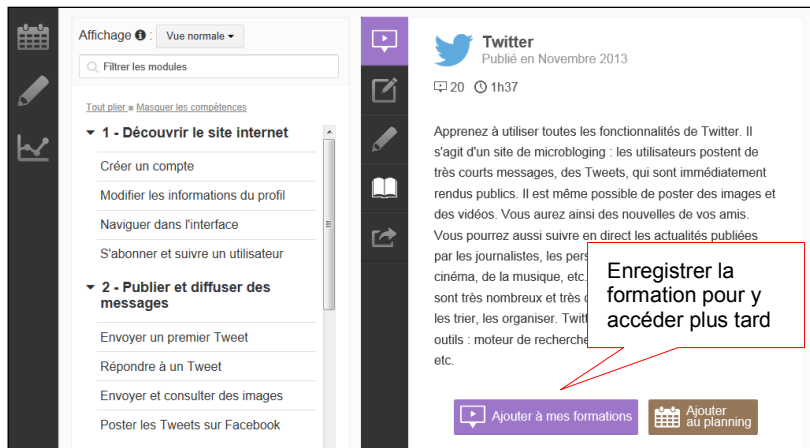 Affichage : Vue normale
Filtrer les modules
Tout plier Masquer les compétences
1 - Découvrir le site internet
Créer un compte
Modifier les informations du profil
Naviguer dans l'interface
S'abonner et suivre un utilisateur
2 - Publier et diffuser des
messages
Envoyer un premier Tweet
Répondre à un Tweet
Envoyer et consulter des images
Poster les Tweets sur Facebook
Twitter
Publié en Novembre 2013
20 1h37
Apprenez à utiliser toutes les fonctionnalités de Twitter. Il
s'agit d'un site de microbloging : les utilisateurs postent de
très courts messages, des Tweets, qui sont immédiatement
rendus publics. Il est même possible de poster des images et
des vidéos. Vous aurez ainsi des nouvelles de vos amis.
Vous pourrez aussi suivre en direct les actualités publiées
par les journalistes, les
cinéma, de la musique, etc.
sont très nombreux et très
les trier, les organiser.
outils : moteur de recherche
etc.
Enregistrer la
formation pour y
accéder plus tard
Ajouter à mes formations
Ajouter
au planning